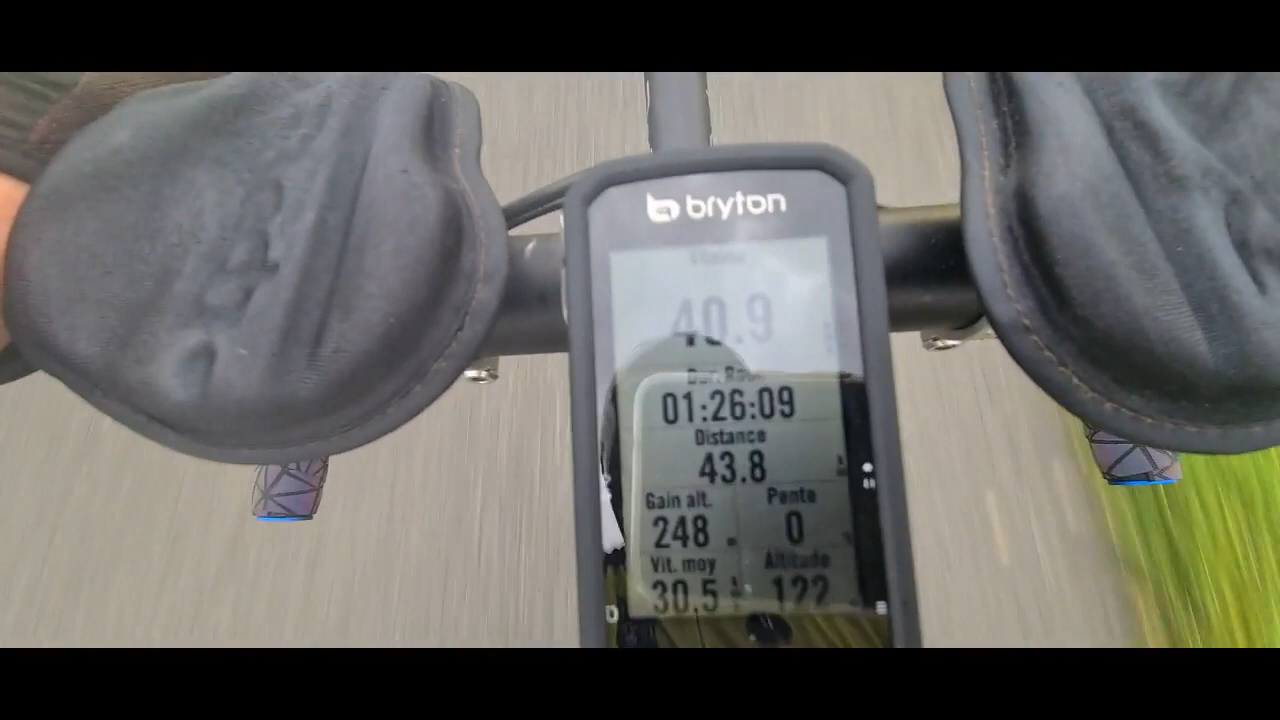 bryton
Vitesse
40.9
01:26:09
Distance
43.8
Gain alt. Pente
248 0
Vit. moy Altitude
30.5 122